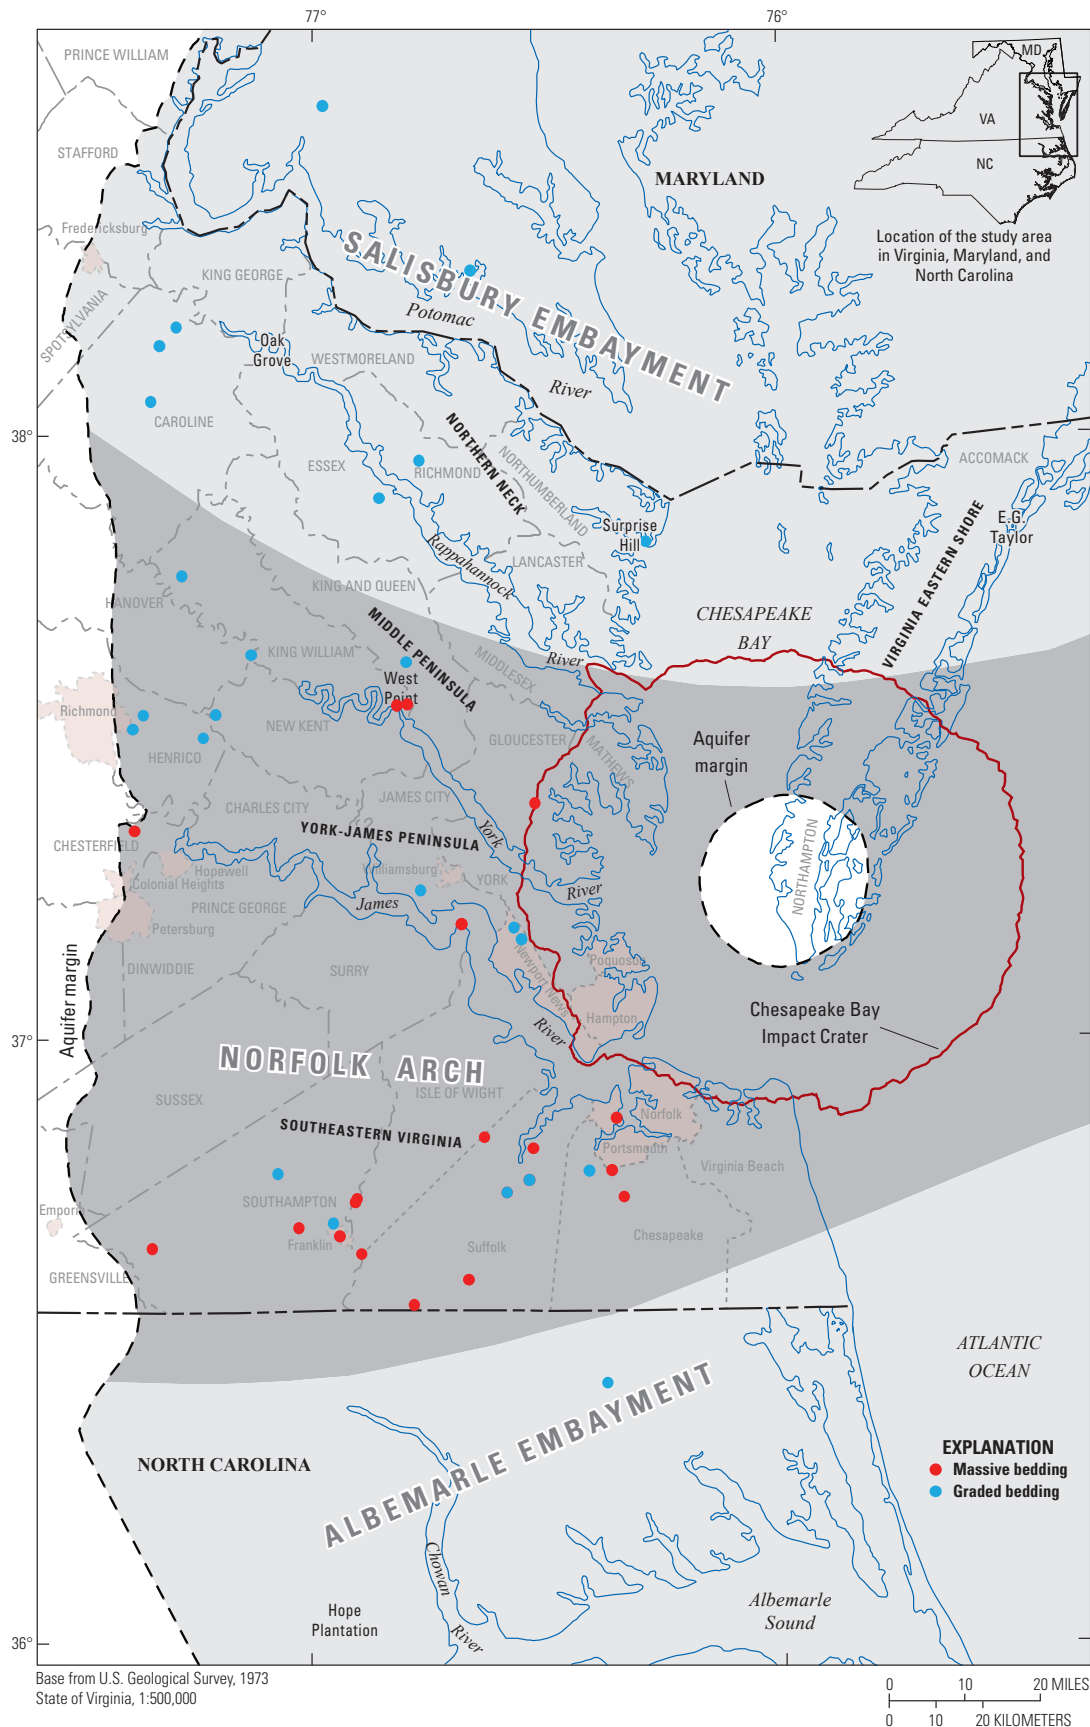 77°
76°
PRINCE WILLIAM
MD
VA
NC
STAFFORD
MARYLAND
Location of the study area
in Virginia, Maryland, and
North Carolina
Fredericksburg
SALISBURY EMBAYMENT
KING GEORGE
SPOTSYLVANIA
Potomac
River
Oak
Grove
WESTMORELAND
CAROLINE
38°
NORTHERN NECK
ESSEX
RICHMOND
NORTHUMBERLAND
ACCOMACK
Surprise
Hill
E.G.
Taylor
Rappahannock
River
LANCASTER
KING AND QUEEN
HANOVER
CHESAPEAKE
BAY
VIRGINIA EASTERN SHORE
MIDDLE PENINSULA
KING WILLIAM
MIDDLESEX
West
Point
Richmond
NEW KENT
GLOUCESTER
MATHEWS
Aquifer
margin
HENRICO
JAMES CITY
CHARLES CITY
YORK-JAMES PENINSULA
York
River
CHESTERFIELD
Hopewell
Colonial Heights
Williamsburg
YORK
NORTHAMPTON
PRINCE GEORGE
James
River
Petersburg
DINWIDDIE
SURRY
Newport News
Poquoson
Aquifer margin
Hampton
Chesapeake Bay
Impact Crater
37°
NORFOLK ARCH
ISLE OF WIGHT
SUSSEX
Norfolk
SOUTHEASTERN VIRGINIA
Portsmouth
Virginia Beach
SOUTHAMPTON
Emporia
Franklin
Suffolk
Chesapeake
GREENSVILLE
ATLANTIC
OCEAN
ALBEMARLE EMBAYMENT
NORTH CAROLINA
EXPLANATION
Massive bedding
Graded bedding
Chowan
River
Hope
Plantation
Albemarle
Sound
36°
Base from U.S. Geological Survey, 1973
State of Virginia, 1:500,000
0 10 20 MILES
0 10 20 KILOMETERS